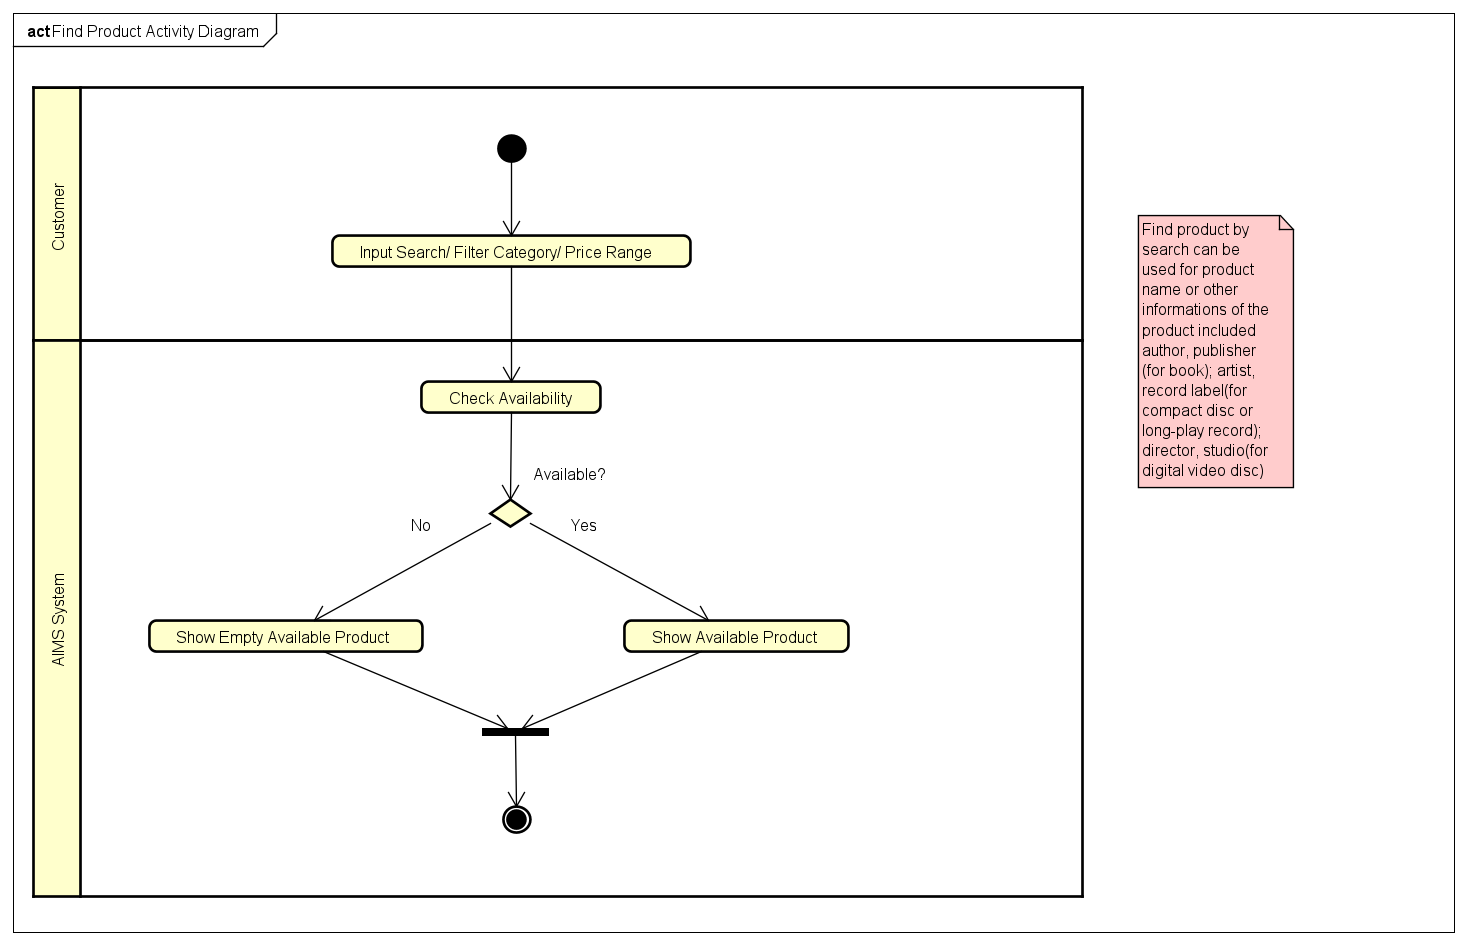 act Find Product Activity Diagram
Customer
Input Search/ Filter Category/ Price Range
Find product by
search can be
used for product
name or other
informations of the
product included
author, publisher
(for book); artist,
record label(for
compact disc or
long-play record);
director, studio(for
digital video disc)
AIMS System
Check Availability
Available?
No
Yes
Show Empty Available Product
Show Available Product